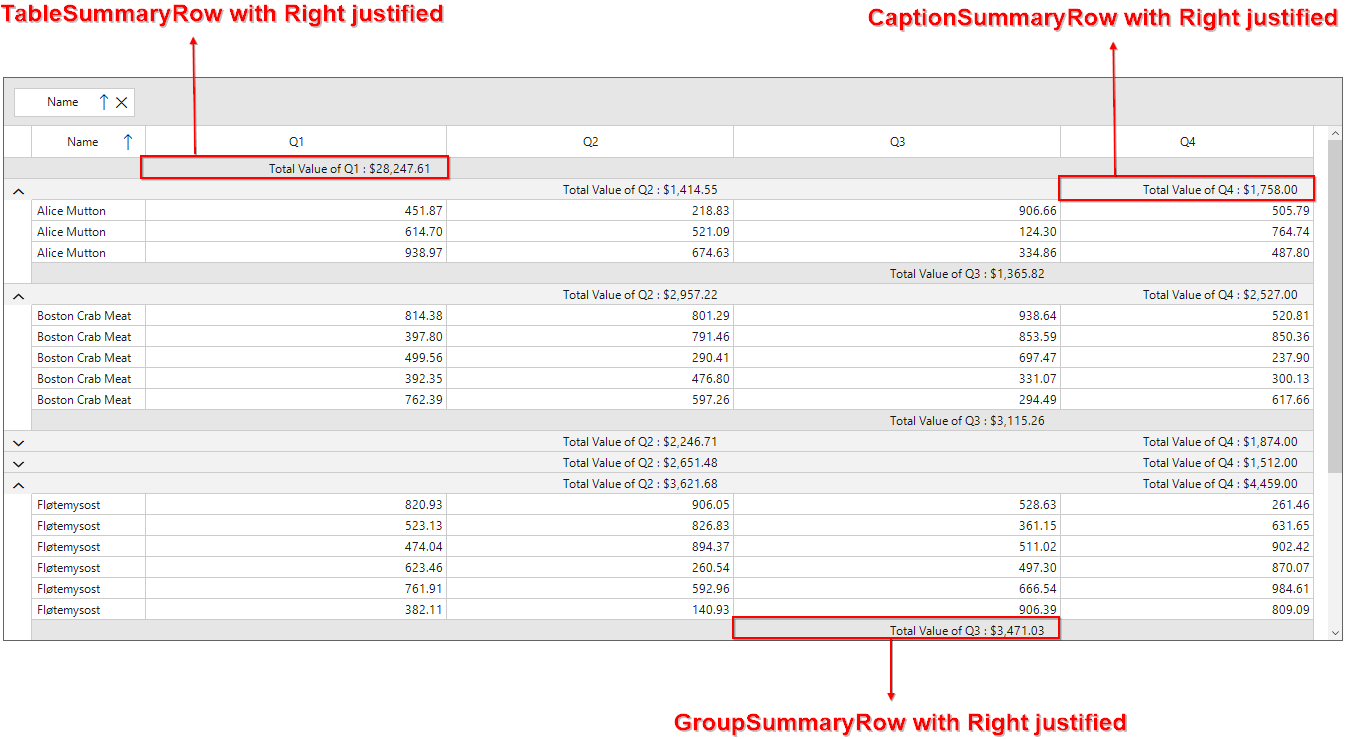 TableSummaryRow with Right justified
CaptionSummaryRow with Right justified
Name
Name Q1 Q2 Q3 Q4
Total Value of Q1 : $28,247.61
Total Value of Q2 : $1,414.55 Total Value of Q4 : $1,758.00
Alice Mutton 451.87 218.83 906.66 505.79
Alice Mutton 614.70 521.09 124.30 764.74
Alice Mutton 938.97 674.63 334.86 487.80
Total Value of Q3 : $1,365.82
Total Value of Q2 : $2,957.22 Total Value of Q4 : $2,527.00
Boston Crab Meat 814.38 801.29 938.64 520.81
Boston Crab Meat 397.80 791.46 853.59 850.36
Boston Crab Meat 499.56 290.41 697.47 237.90
Boston Crab Meat 392.35 476.80 331.07 300.13
Boston Crab Meat 762.39 597.26 294.49 617.66
Total Value of Q3 : $3,115.26
Total Value of Q2 : $2,246.71 Total Value of Q4 : $1,874.00
Total Value of Q2 : $2,651.48 Total Value of Q4 : $1,512.00
Total Value of Q2 : $3,621.68 Total Value of Q4 : $4,459.00
Fløtemysost 820.93 906.05 528.63 261.46
Fløtemysost 523.13 826.83 361.15 631.65
Fløtemysost 474.04 894.37 511.02 902.42
Fløtemysost 623.46 260.54 497.30 870.07
Fløtemysost 761.91 592.96 666.54 984.61
Fløtemysost 382.11 140.93 906.39 809.09
Total Value of Q3 : $3,471.03
GroupSummaryRow with Right justified